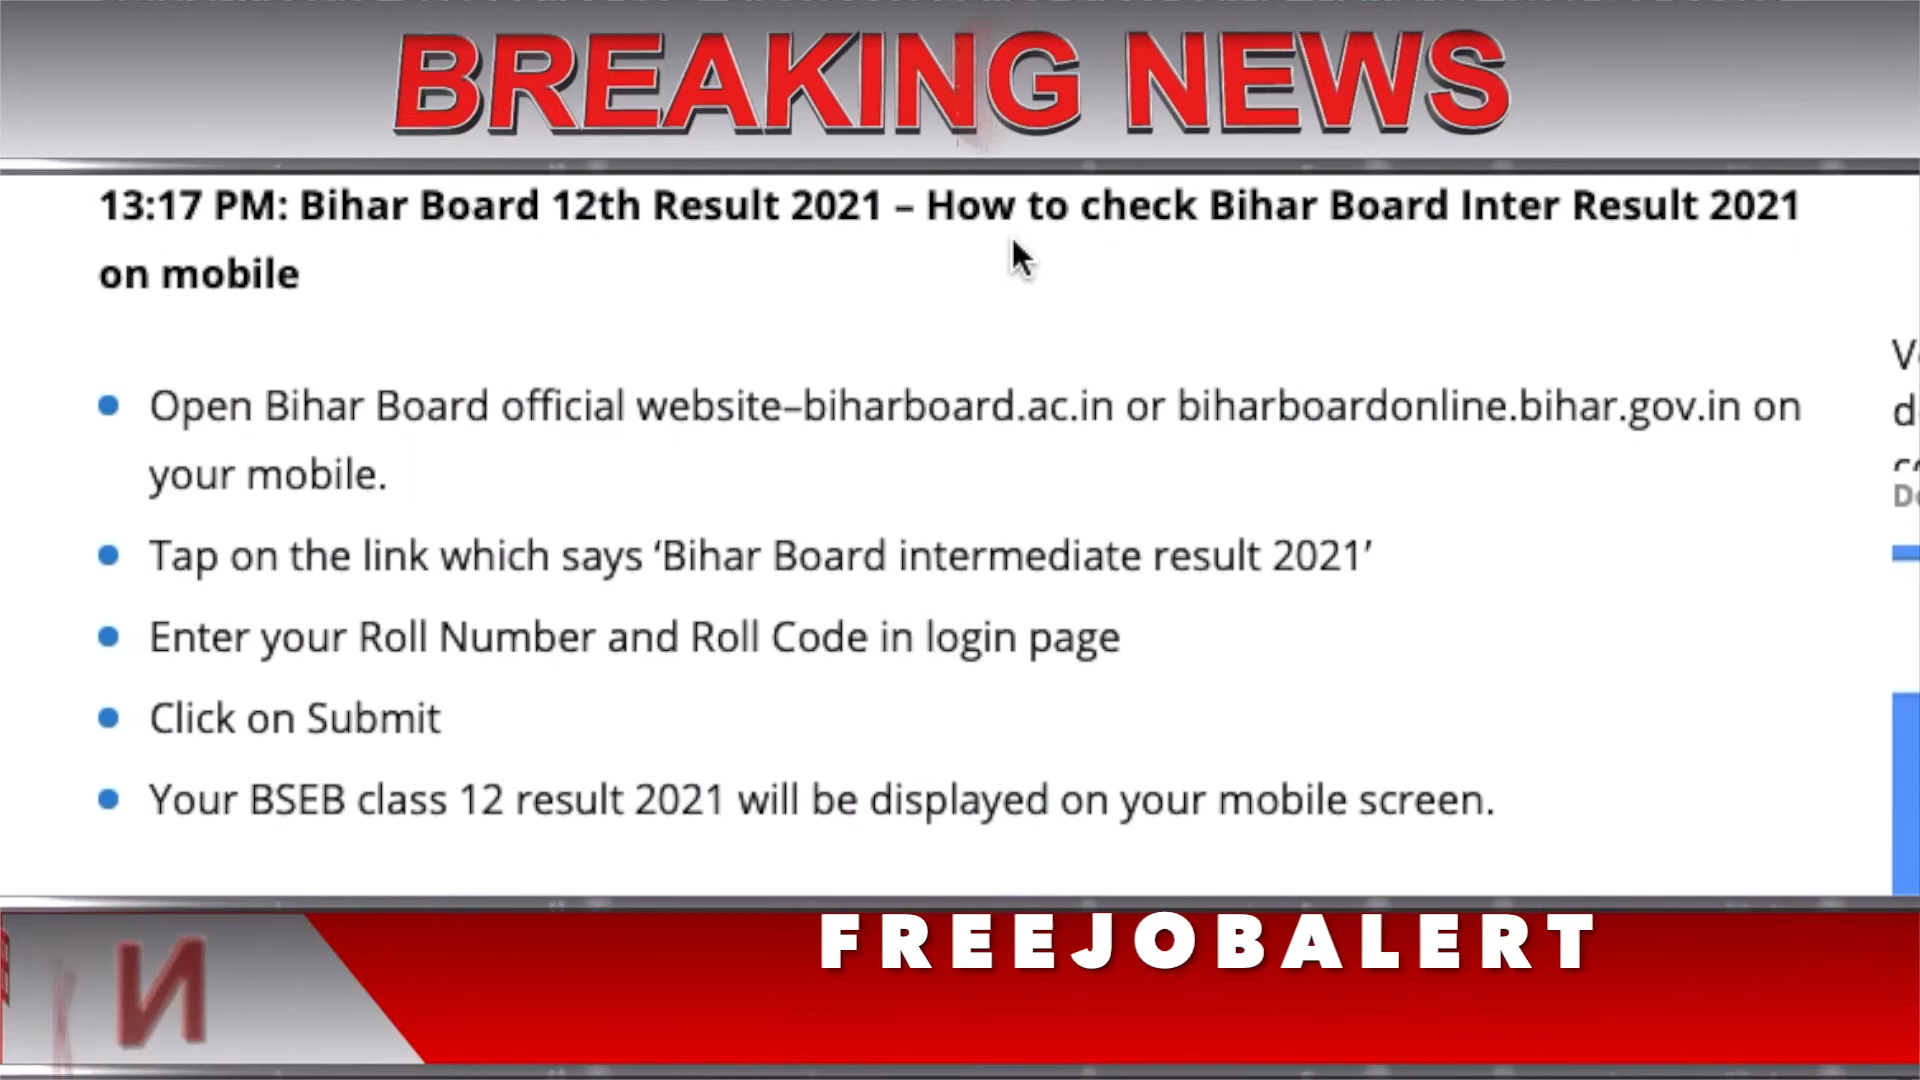 BREAKING NEWS
13:17 PM: Bihar Board 12th Result 2021 – How to check Bihar Board Inter Result 2021
on mobile
Open Bihar Board official website–biharboard.ac.in or biharboardonline.bihar.gov.in on
your mobile.
Tap on the link which says ‘Bihar Board intermediate result 2021’
Enter your Roll Number and Roll Code in login page
Click on Submit
Your BSEB class 12 result 2021 will be displayed on your mobile screen.
FREEJOBALERT